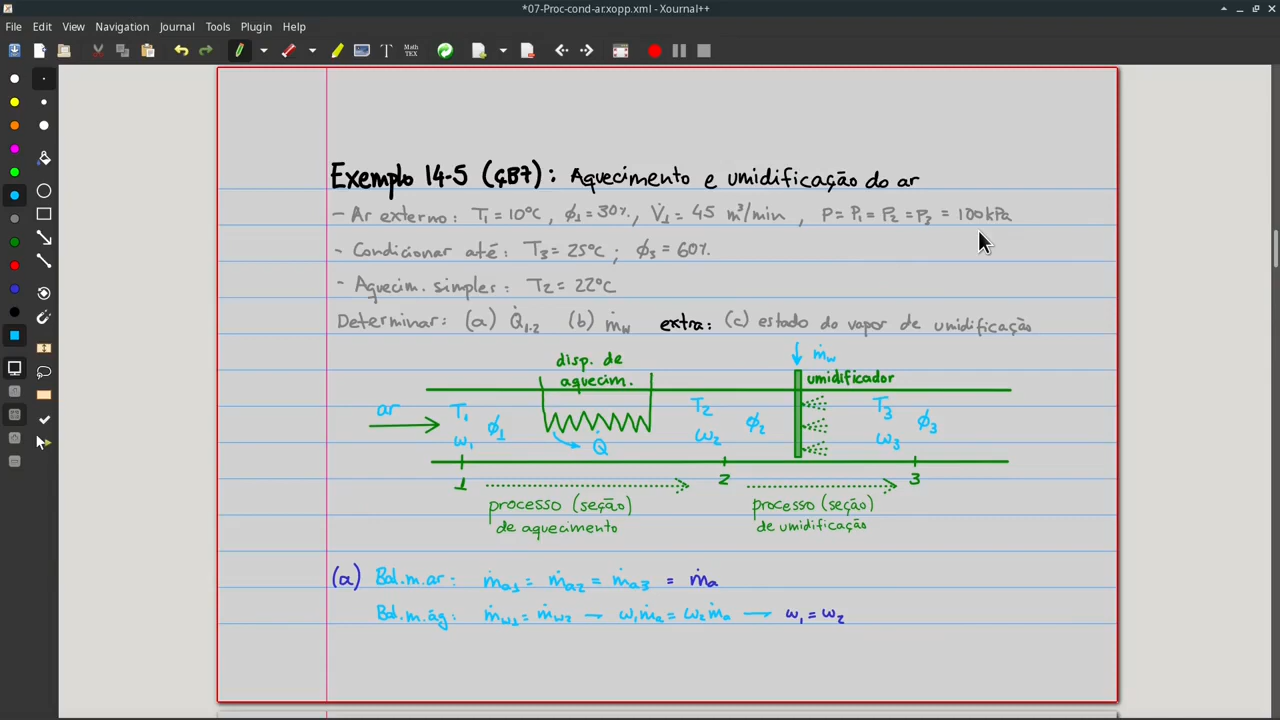 *07-Proc-cond-ar.xopp.xml - Xournal++
File Edit View Navigation Journal Tools Plugin Help
Exemplo 14-5 (ÇB7): Aquecimento e umidificação do ar
- Ar externo: T₁ = 10°C, ϕ₁ = 30%, V̇₁ = 45 m³/min , P = P₁ = P₂ = P₃ = 100 kPa
- Condicionar até: T₃ = 25°C ; ϕ₃ = 60%.
- Aquecim. simples: T₂ = 22°C
Determinar: (a) Q̇₁₋₂ (b) ṁw extra: (c) estado do vapor de umidificação
disp. de
aquecim.
ṁw
umidificador
ar
T₁ ϕ₁
ω₁
Q̇
T₂ ϕ₂
ω₂
T₃ ϕ₃
ω₃
1 2 3
processo (seção)
de aquecimento
processo (seção)
de umidificação
(a) Bal.m.ar: ṁa₁ = ṁa₂ = ṁa₃ = ṁa
Bal.m.ág: ṁw₁ = ṁw₂ → ω₁ṁa = ω₂ṁa → ω₁ = ω₂